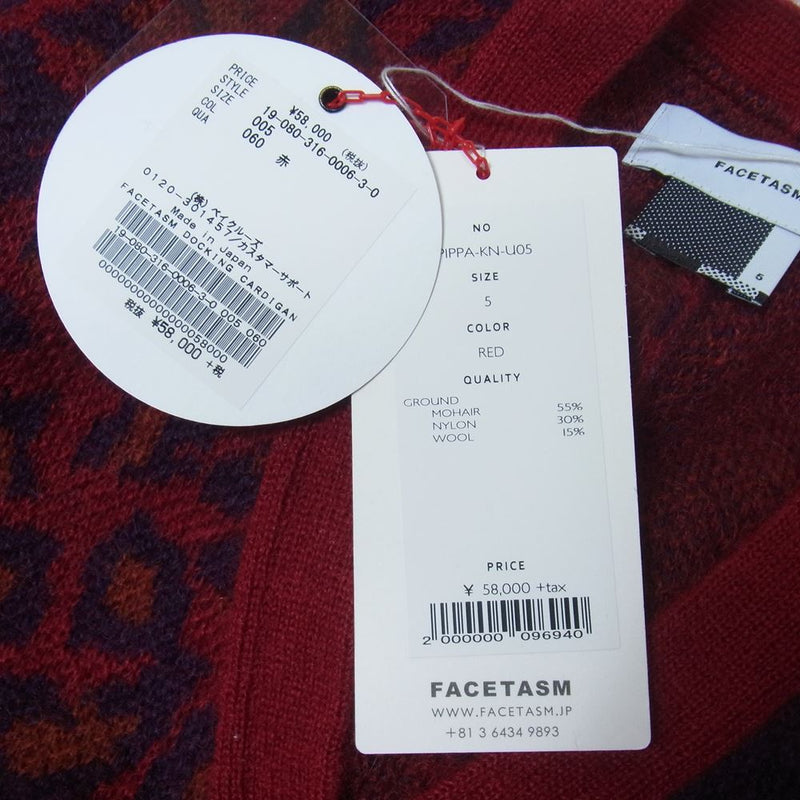 PRICE ¥58,000 (税抜)
STYLE 19-080-316-0006-3-0
SIZE 005
COL 060 赤
QUA
(株) ベイクルーズ
0120-301457/カスタマーサポート
Made in Japan
FACETASM DOCKING CARDIGAN
19-080-316-0006-3-0 005 060
税抜 ¥58,000 +税
NO
PIPPA-KN-U05
SIZE
5
COLOR
RED
QUALITY
GROUND
MOHAIR 55%
NYLON 30%
WOOL 15%
PRICE
¥ 58,000 +tax
2 000000 096940
FACETASM
WWW.FACETASM.JP
+81 3 6434 9893
FACETASM
5